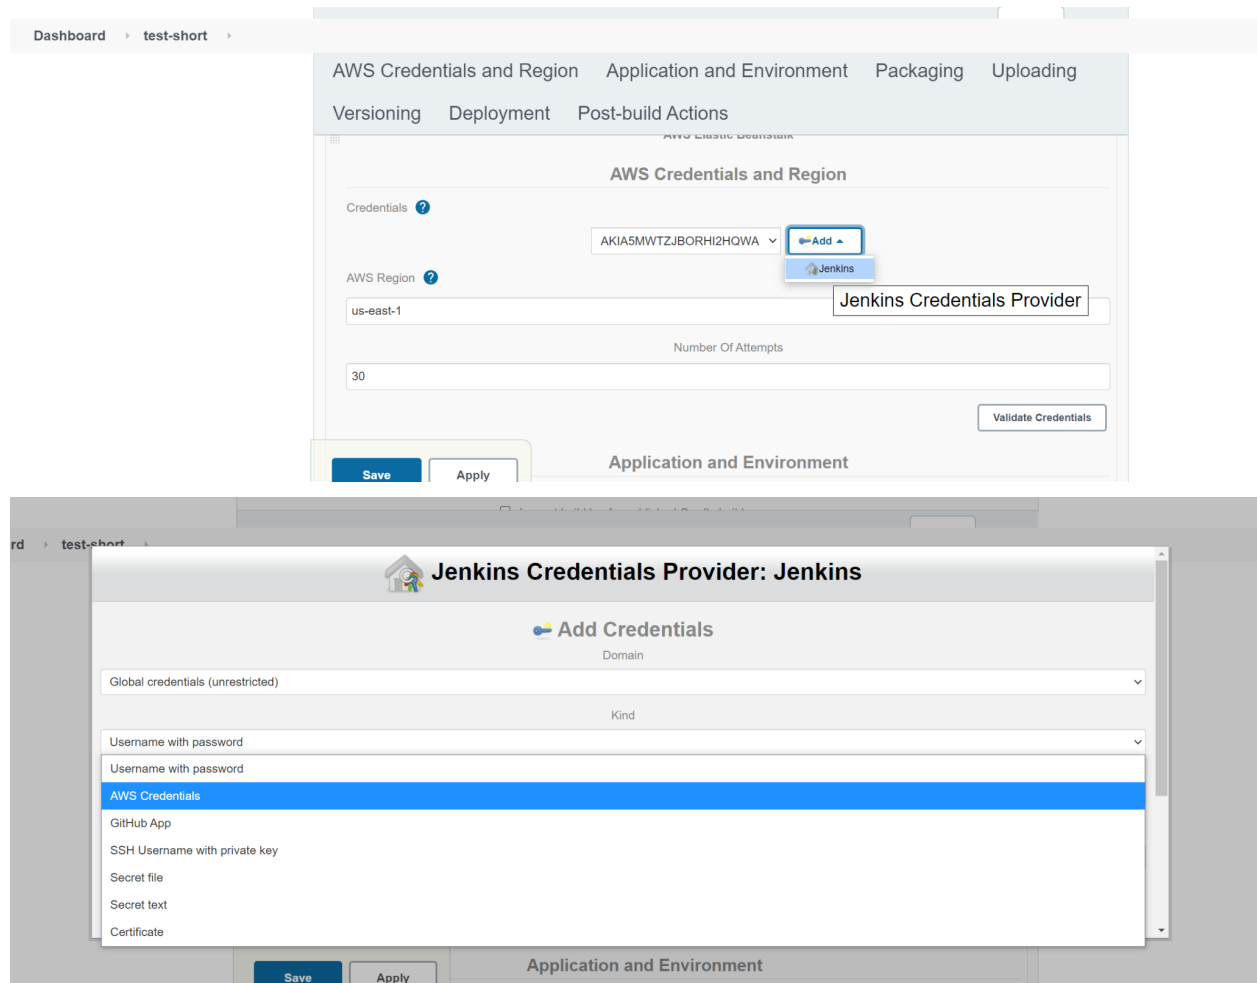 Dashboard test-short
AWS Credentials and Region Application and Environment Packaging Uploading
Versioning Deployment Post-build Actions
AWS Elastic Beanstalk
AWS Credentials and Region
Credentials ?
AKIA5MWTZJBORHI2HQWA Add
Jenkins
AWS Region ?
Jenkins Credentials Provider
us-east-1
Number Of Attempts
30
Validate Credentials
Application and Environment
Save Apply
rd test-short
Jenkins Credentials Provider: Jenkins
Add Credentials
Domain
Global credentials (unrestricted)
Kind
Username with password
Username with password
AWS Credentials
GitHub App
SSH Username with private key
Secret file
Secret text
Certificate
Application and Environment
Save Apply